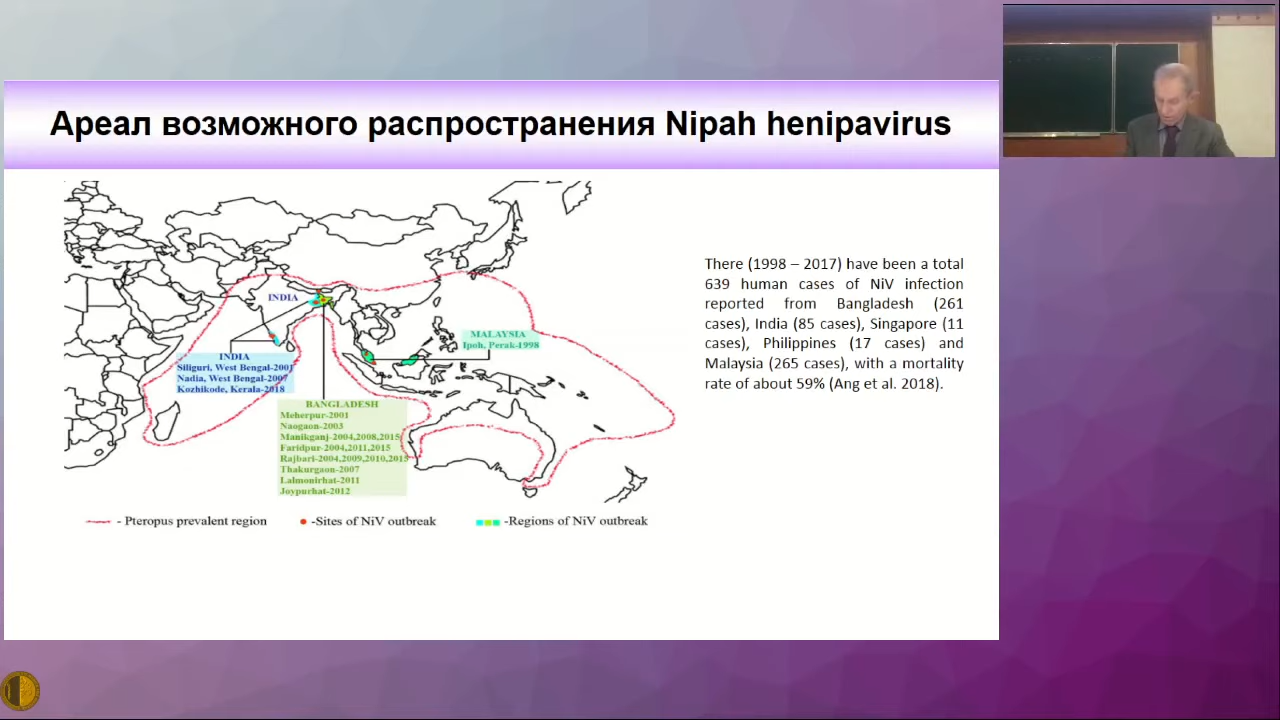 Ареал возможного распространения Nipah henipavirus
There (1998 – 2017) have been a total
639 human cases of NiV infection
reported from Bangladesh (261
cases), India (85 cases), Singapore (11
cases), Philippines (17 cases) and
Malaysia (265 cases), with a mortality
rate of about 59% (Ang et al. 2018).
INDIA
MALAYSIA
Ipoh, Perak-1998
INDIA
Siliguri, West Bengal-2001
Nadia, West Bengal-2007
Kozhikode, Kerala-2018
BANGLADESH
Meherpur-2001
Naogaon-2003
Manikganj-2004,2008,2015
Faridpur-2004,2011,2015
Rajbari-2004,2009,2010,2015
Thakurgaon-2007
Lalmonirhat-2011
Joypurhat-2012
- Pteropus prevalent region
-Sites of NiV outbreak
-Regions of NiV outbreak